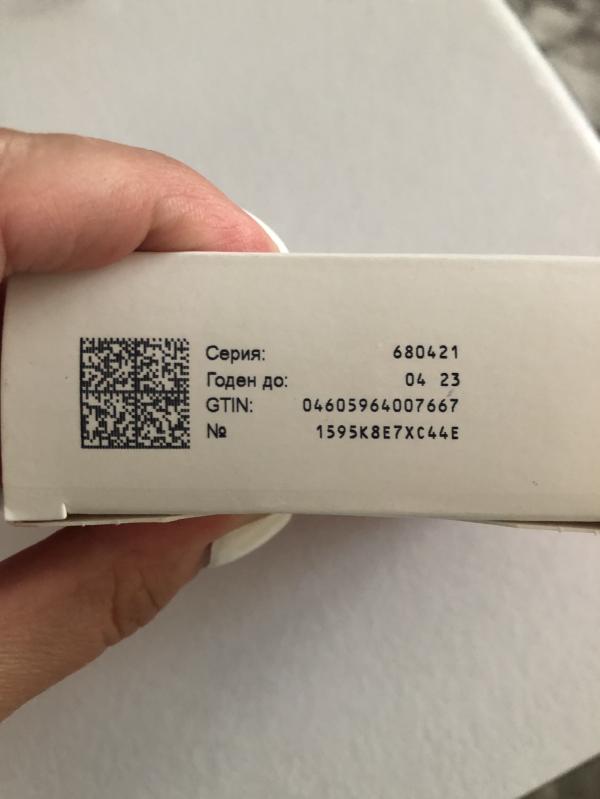 Серия: 680421
Годен до: 04 23
GTIN: 04605964007667
№ 1595K8E7XC44E